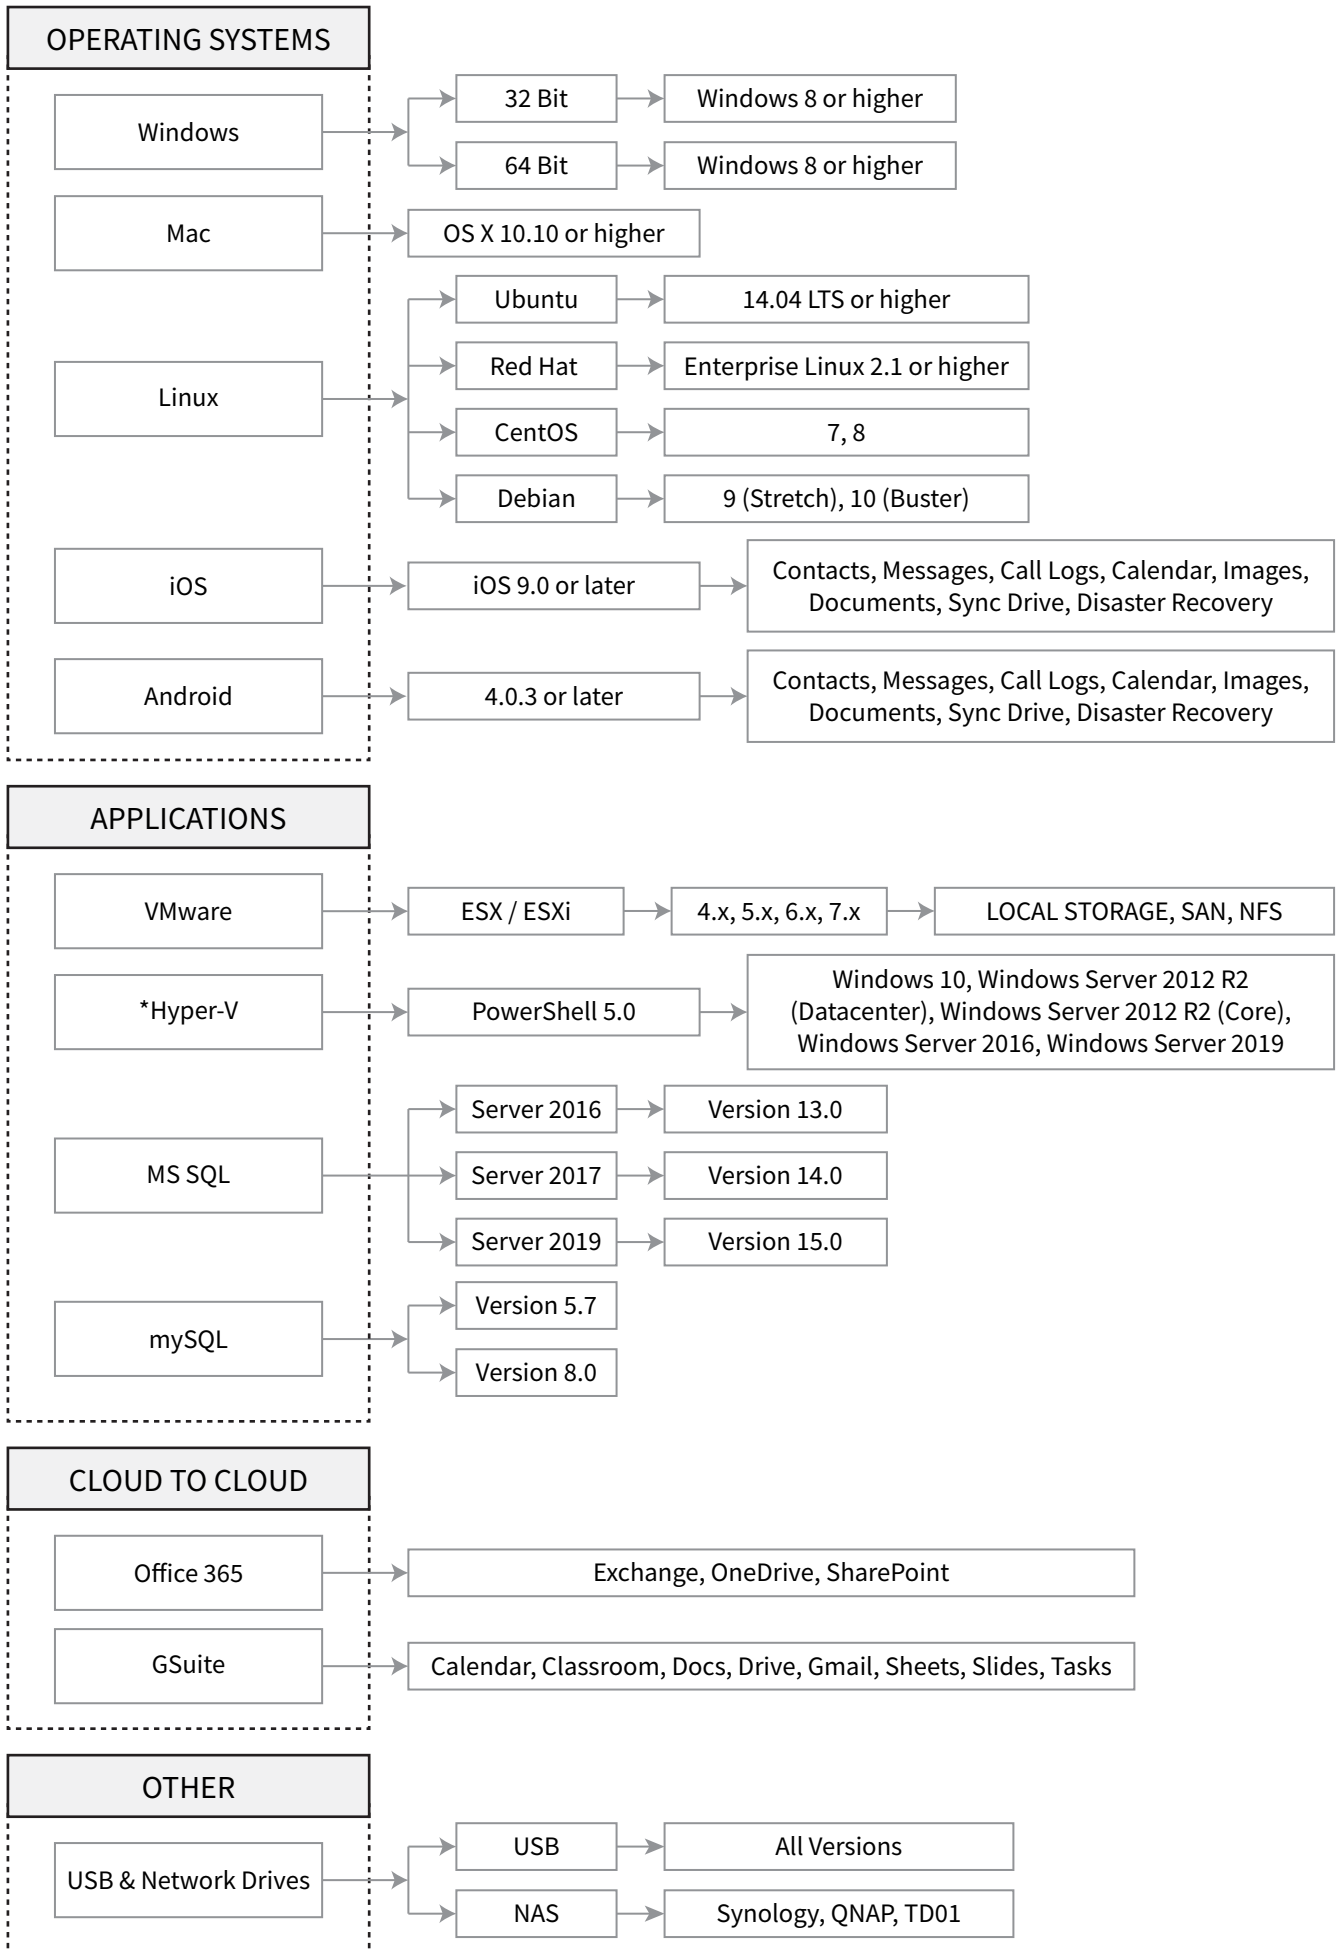 OPERATING SYSTEMS
Windows
32 Bit
Windows 8 or higher
64 Bit
Windows 8 or higher
Mac
OS X 10.10 or higher
Linux
Ubuntu
14.04 LTS or higher
Red Hat
Enterprise Linux 2.1 or higher
CentOS
7, 8
Debian
9 (Stretch), 10 (Buster)
iOS
iOS 9.0 or later
Contacts, Messages, Call Logs, Calendar, Images,
Documents, Sync Drive, Disaster Recovery
Android
4.0.3 or later
Contacts, Messages, Call Logs, Calendar, Images,
Documents, Sync Drive, Disaster Recovery
APPLICATIONS
VMware
ESX / ESXi
4.x, 5.x, 6.x, 7.x
LOCAL STORAGE, SAN, NFS
*Hyper-V
PowerShell 5.0
Windows 10, Windows Server 2012 R2
(Datacenter), Windows Server 2012 R2 (Core),
Windows Server 2016, Windows Server 2019
MS SQL
Server 2016
Version 13.0
Server 2017
Version 14.0
Server 2019
Version 15.0
mySQL
Version 5.7
Version 8.0
CLOUD TO CLOUD
Office 365
Exchange, OneDrive, SharePoint
GSuite
Calendar, Classroom, Docs, Drive, Gmail, Sheets, Slides, Tasks
OTHER
USB & Network Drives
USB
All Versions
NAS
Synology, QNAP, TD01